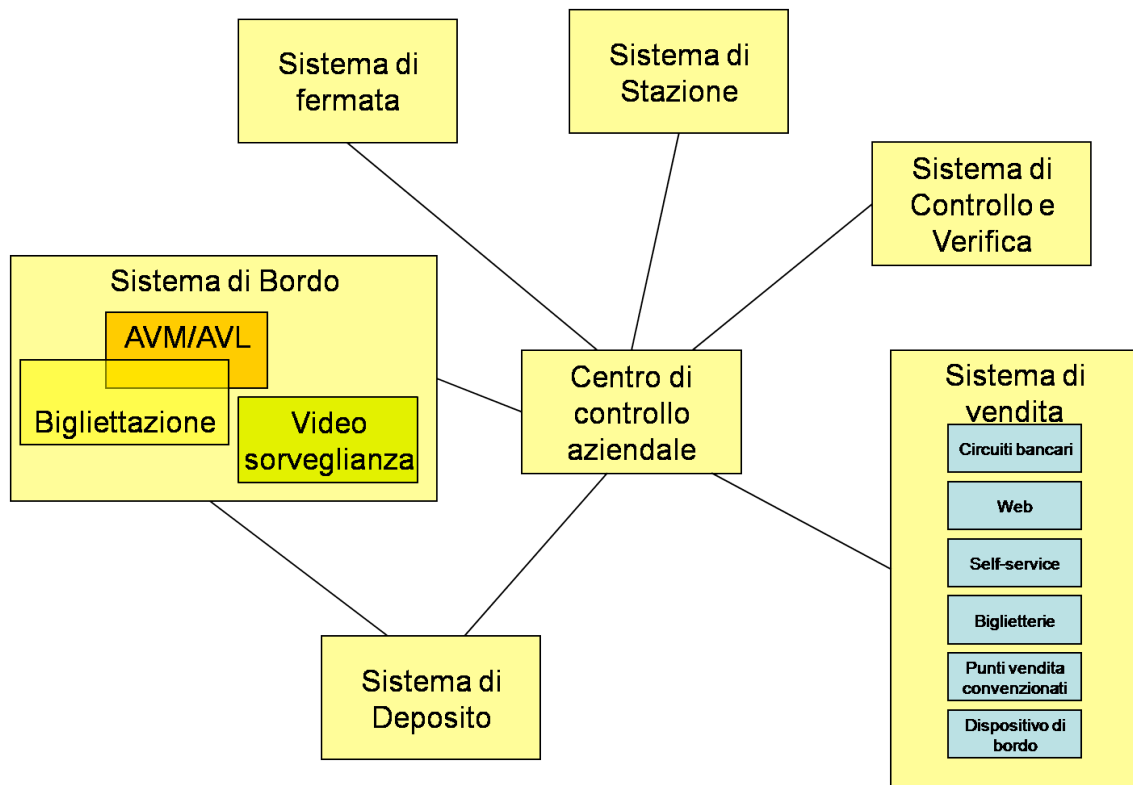 Sistema di
fermata
Sistema di
Stazione
Sistema di
Controllo e
Verifica
Sistema di Bordo
AVM/AVL
Bigliettazione
Video
sorveglianza
Centro di
controllo
aziendale
Sistema di
vendita
Circuiti bancari
Web
Self-service
Biglietterie
Punti vendita
convenzionati
Dispositivo di
bordo
Sistema di
Deposito